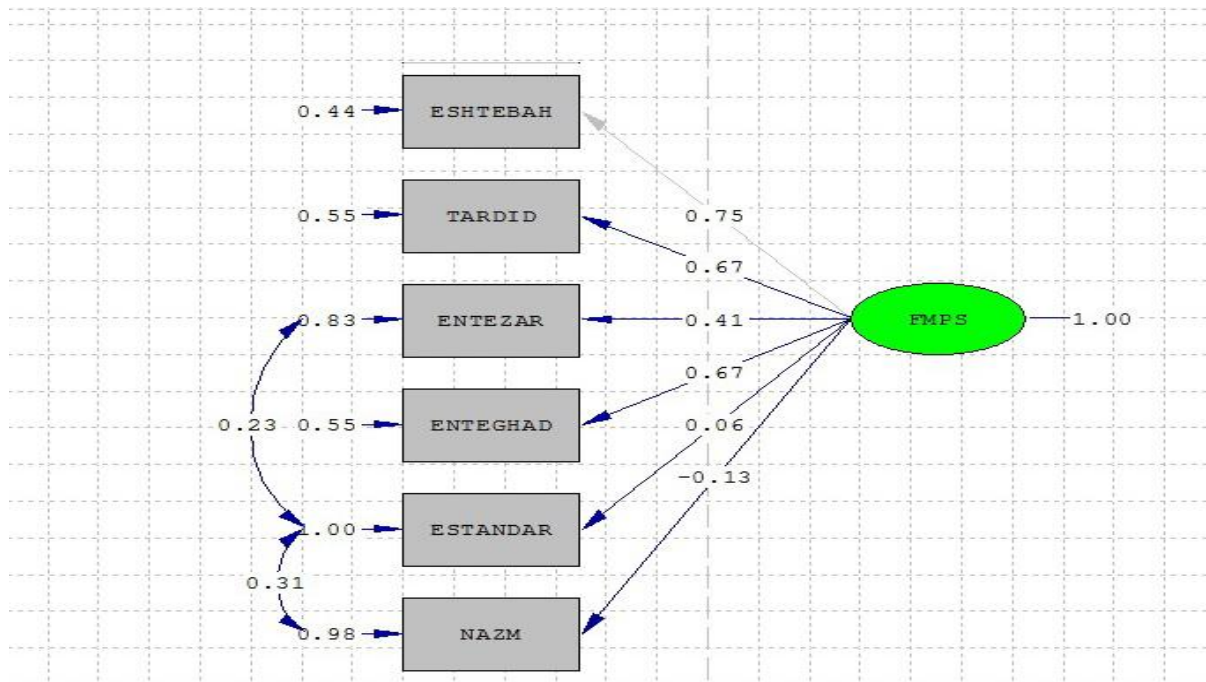 0.44 ESHTEBAH
0.55 TARDID 0.75
0.67
0.83 ENTEZAR 0.41 FMPS 1.00
0.67
0.23 0.55 ENTEGHAD 0.06
-0.13
1.00 ESTANDAR
0.31
0.98 NAZM